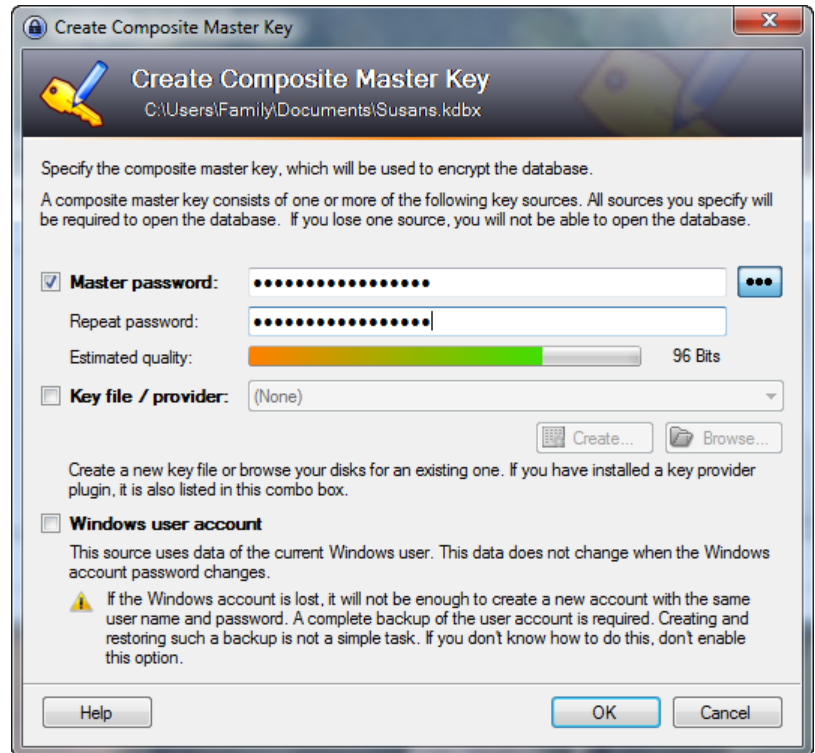 Create Composite Master Key
Create Composite Master Key
C:\Users\Family\Documents\Susans.kdbx
Specify the composite master key, which will be used to encrypt the database.
A composite master key consists of one or more of the following key sources. All sources you specify will
be required to open the database.  If you lose one source, you will not be able to open the database.
Master password: ●●●●●●●●●●●●●●●●● ●●●
Repeat password: ●●●●●●●●●●●●●●●●●
Estimated quality: 96 Bits
Key file / provider: (None)
Create... Browse...
Create a new key file or browse your disks for an existing one. If you have installed a key provider
plugin, it is also listed in this combo box.
Windows user account
This source uses data of the current Windows user. This data does not change when the Windows
account password changes.
If the Windows account is lost, it will not be enough to create a new account with the same
user name and password. A complete backup of the user account is required. Creating and
restoring such a backup is not a simple task. If you don't know how to do this, don't enable
this option.
Help OK Cancel